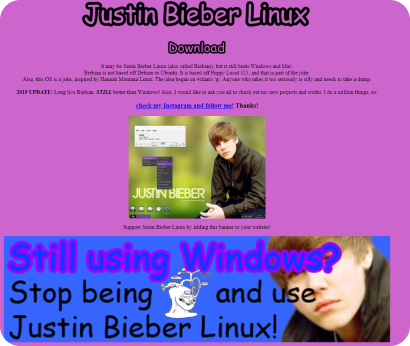 Justin Bieber Linux
Download
It may be Justin Bieber Linux (also called Biebian), but it still beats Windows and Mac.
Biebian is not based off Debian or Ubuntu. It is based off Puppy Lucid 525, and that is part of the joke.
Also, this OS is a joke, inspired by Hannah Montana Linux. The idea began on 4chan's /g/. Anyone who takes it too seriously is silly and needs to take a dump.
2019 UPDATE: Long live Biebian. STILL better than Windows! Also, I would like to ask you all to check out my new projects and works. I do a million things, so
check my Instagram and follow me! Thanks!
JUSTIN BIEBER
Support Justin Bieber Linux by adding this banner to your website!
Still using Windows?
Stop being and use
Justin Bieber Linux!